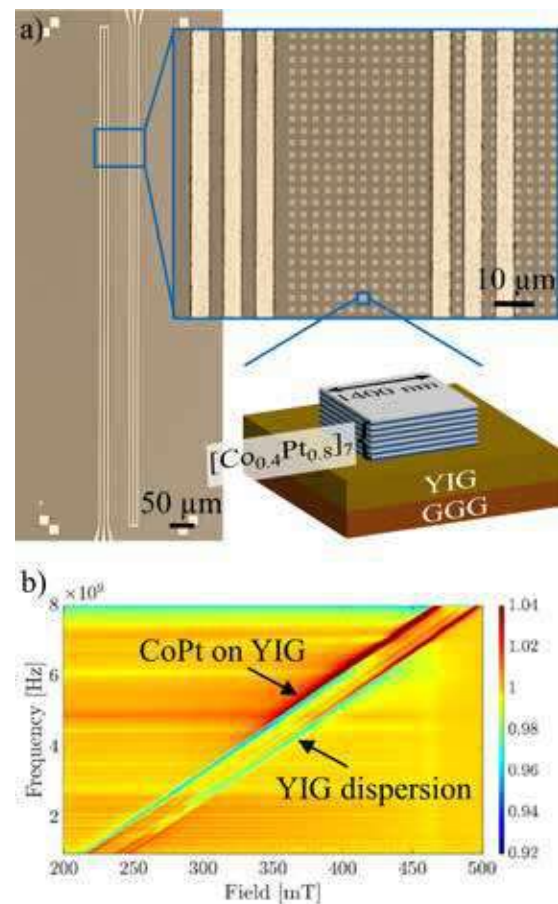 a)
10 µm
1400 nm
[Co0.4Pt0.8]7
YIG
GGG
50 µm
b)
×10⁹
8
6
4
2
Frequency [Hz]
CoPt on YIG
YIG dispersion
1.04
1.02
1
0.98
0.96
0.94
0.92
200 250 300 350 400 450 500
Field [mT]